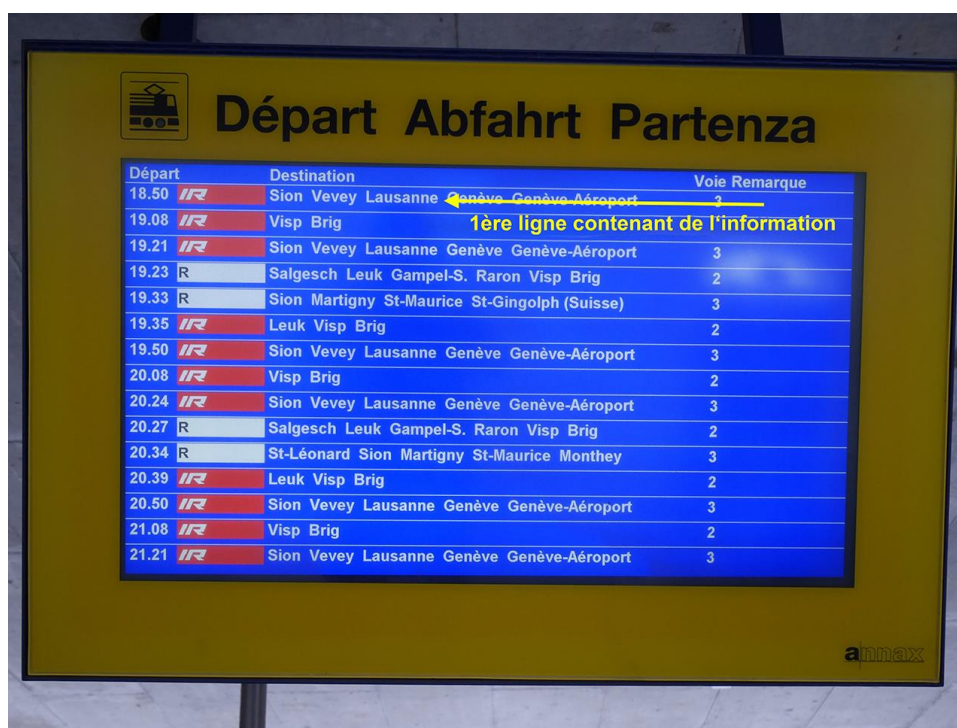 Départ Abfahrt Partenza
Départ Destination Voie Remarque
18.50 IR Sion Vevey Lausanne Genève Genève-Aéroport 3
19.08 IR Visp Brig
1ère ligne contenant de l'information
19.21 IR Sion Vevey Lausanne Genève Genève-Aéroport 3
19.23 R Salgesch Leuk Gampel-S. Raron Visp Brig 2
19.33 R Sion Martigny St-Maurice St-Gingolph (Suisse) 3
19.35 IR Leuk Visp Brig 2
19.50 IR Sion Vevey Lausanne Genève Genève-Aéroport 3
20.08 IR Visp Brig 2
20.24 IR Sion Vevey Lausanne Genève Genève-Aéroport 3
20.27 R Salgesch Leuk Gampel-S. Raron Visp Brig 2
20.34 R St-Léonard Sion Martigny St-Maurice Monthey 3
20.39 IR Leuk Visp Brig 2
20.50 IR Sion Vevey Lausanne Genève Genève-Aéroport 3
21.08 IR Visp Brig 2
21.21 IR Sion Vevey Lausanne Genève Genève-Aéroport 3
annax